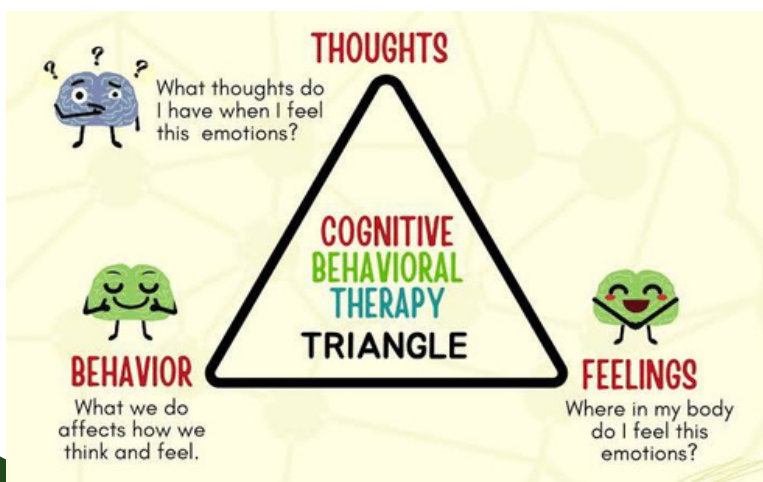 THOUGHTS
? ? ?
What thoughts do
I have when I feel
this emotions?
COGNITIVE
BEHAVIORAL
THERAPY
TRIANGLE
BEHAVIOR
What we do
affects how we
think and feel.
FEELINGS
Where in my body
do I feel this
emotions?